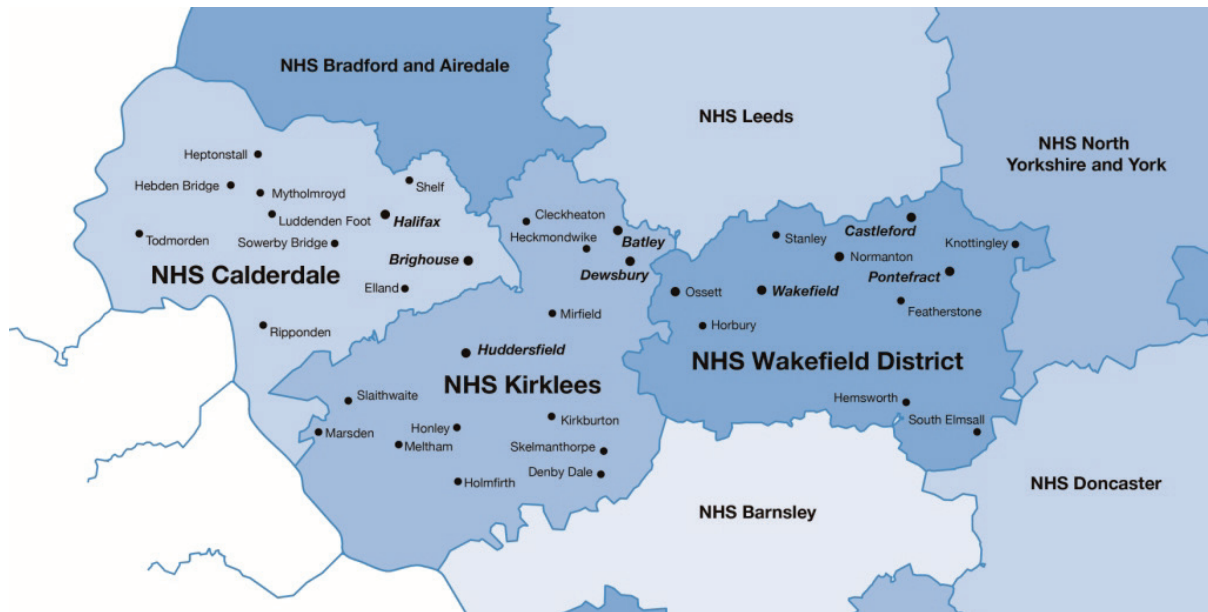 NHS Bradford and Airedale
NHS Leeds
NHS North
Yorkshire and York
Heptonstall
Hebden Bridge
Mytholmroyd
Shelf
Luddenden Foot
Halifax
Todmorden
Sowerby Bridge
NHS Calderdale
Brighouse
Elland
Ripponden
Cleckheaton
Heckmondwike
Batley
Dewsbury
Mirfield
Huddersfield
NHS Kirklees
Slaithwaite
Marsden
Honley
Meltham
Kirkburton
Skelmanthorpe
Denby Dale
Holmfirth
Stanley
Castleford
Normanton
Knottingley
Pontefract
Ossett
Wakefield
Featherstone
Horbury
NHS Wakefield District
Hemsworth
South Elmsall
NHS Barnsley
NHS Doncaster